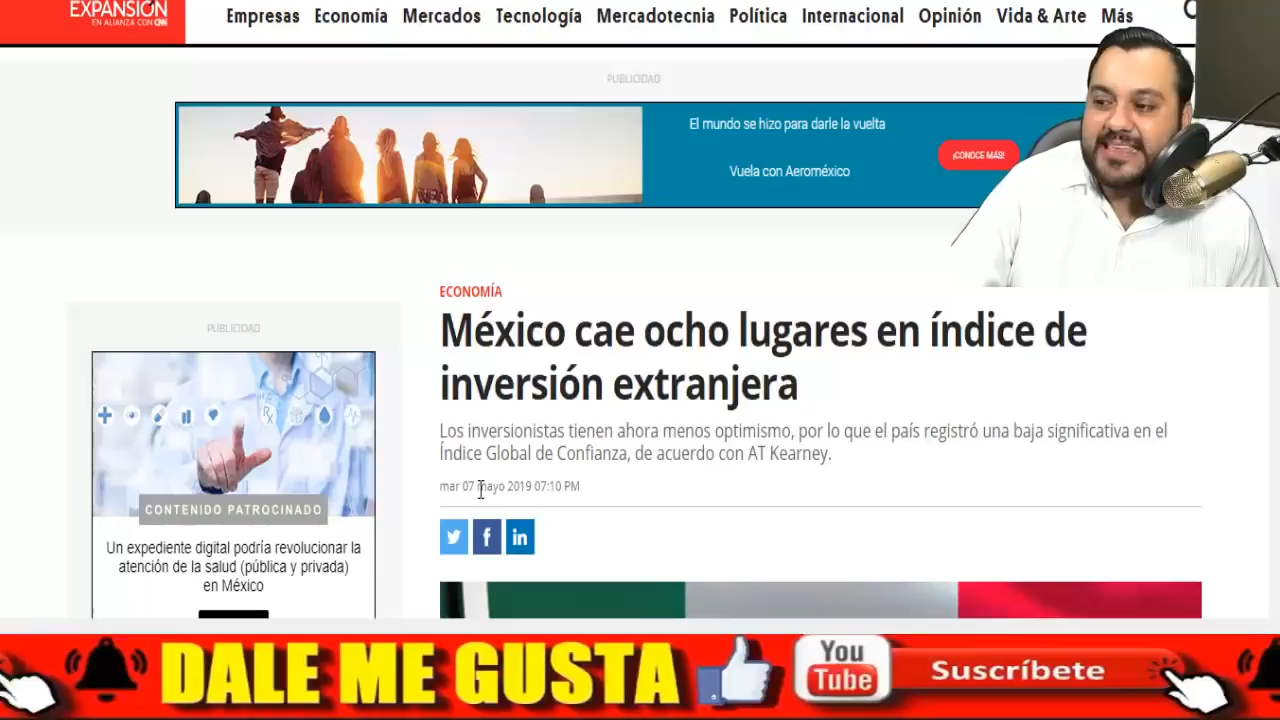 EXPANSIÓN
EN ALIANZA CON CNN
Empresas Economía Mercados Tecnología Mercadotecnia Política Internacional Opinión Vida & Arte Más
PUBLICIDAD
El mundo se hizo para darle la vuelta
Vuela con Aeroméxico
¡CONOCE MÁS!
ECONOMÍA
México cae ocho lugares en índice de
inversión extranjera
Los inversionistas tienen ahora menos optimismo, por lo que el país registró una baja significativa en el
Índice Global de Confianza, de acuerdo con AT Kearney.
mar 07 mayo 2019 07:10 PM
PUBLICIDAD
CONTENIDO PATROCINADO
Un expediente digital podría revolucionar la
atención de la salud (pública y privada)
en México
DALE ME GUSTA
You
Tube
Suscríbete